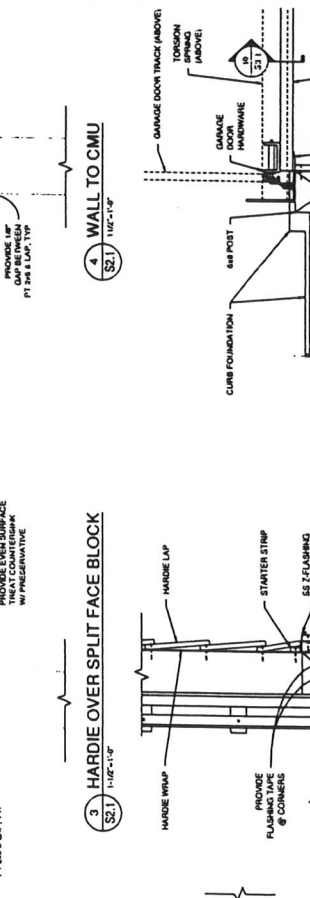 PROVIDE 1/8"
GAP BETWEEN
PT 2x6 & LAP, TYP
4
S2.1
WALL TO CMU
1 1/2"=1'-0"
GARAGE DOOR TRACK (ABOVE)
TORSION
SPRING
(ABOVE)
10
S3.1
GARAGE
DOOR
HARDWARE
6x8 POST
CURB FOUNDATION
PROVIDE EVEN SURFACE
TREAT COUNTERSINK
W/ PRESERVATIVE
3
S2.1
HARDIE OVER SPLIT FACE BLOCK
1-1/2"=1'-0"
HARDIE LAP
HARDIE WRAP
STARTER STRIP
SS Z-FLASHING
PROVIDE
FLASHING TAPE
@ CORNERS